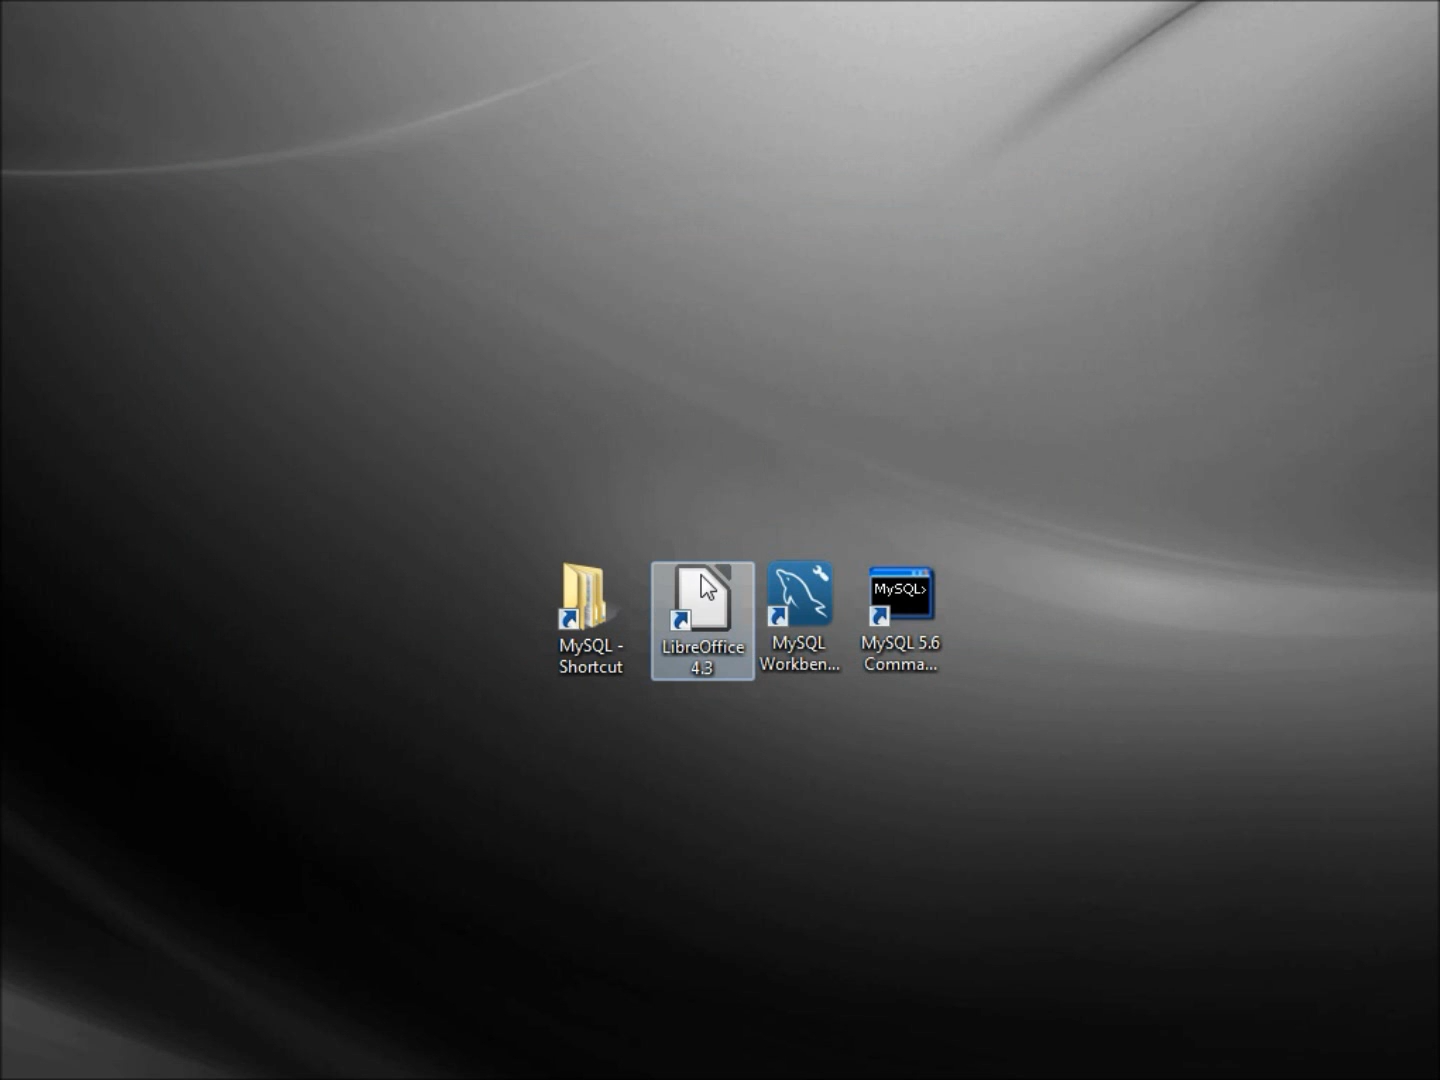 MySQL -
Shortcut
LibreOffice
4.3
MySQL
Workben...
MySQL>
MySQL 5.6
Comma...